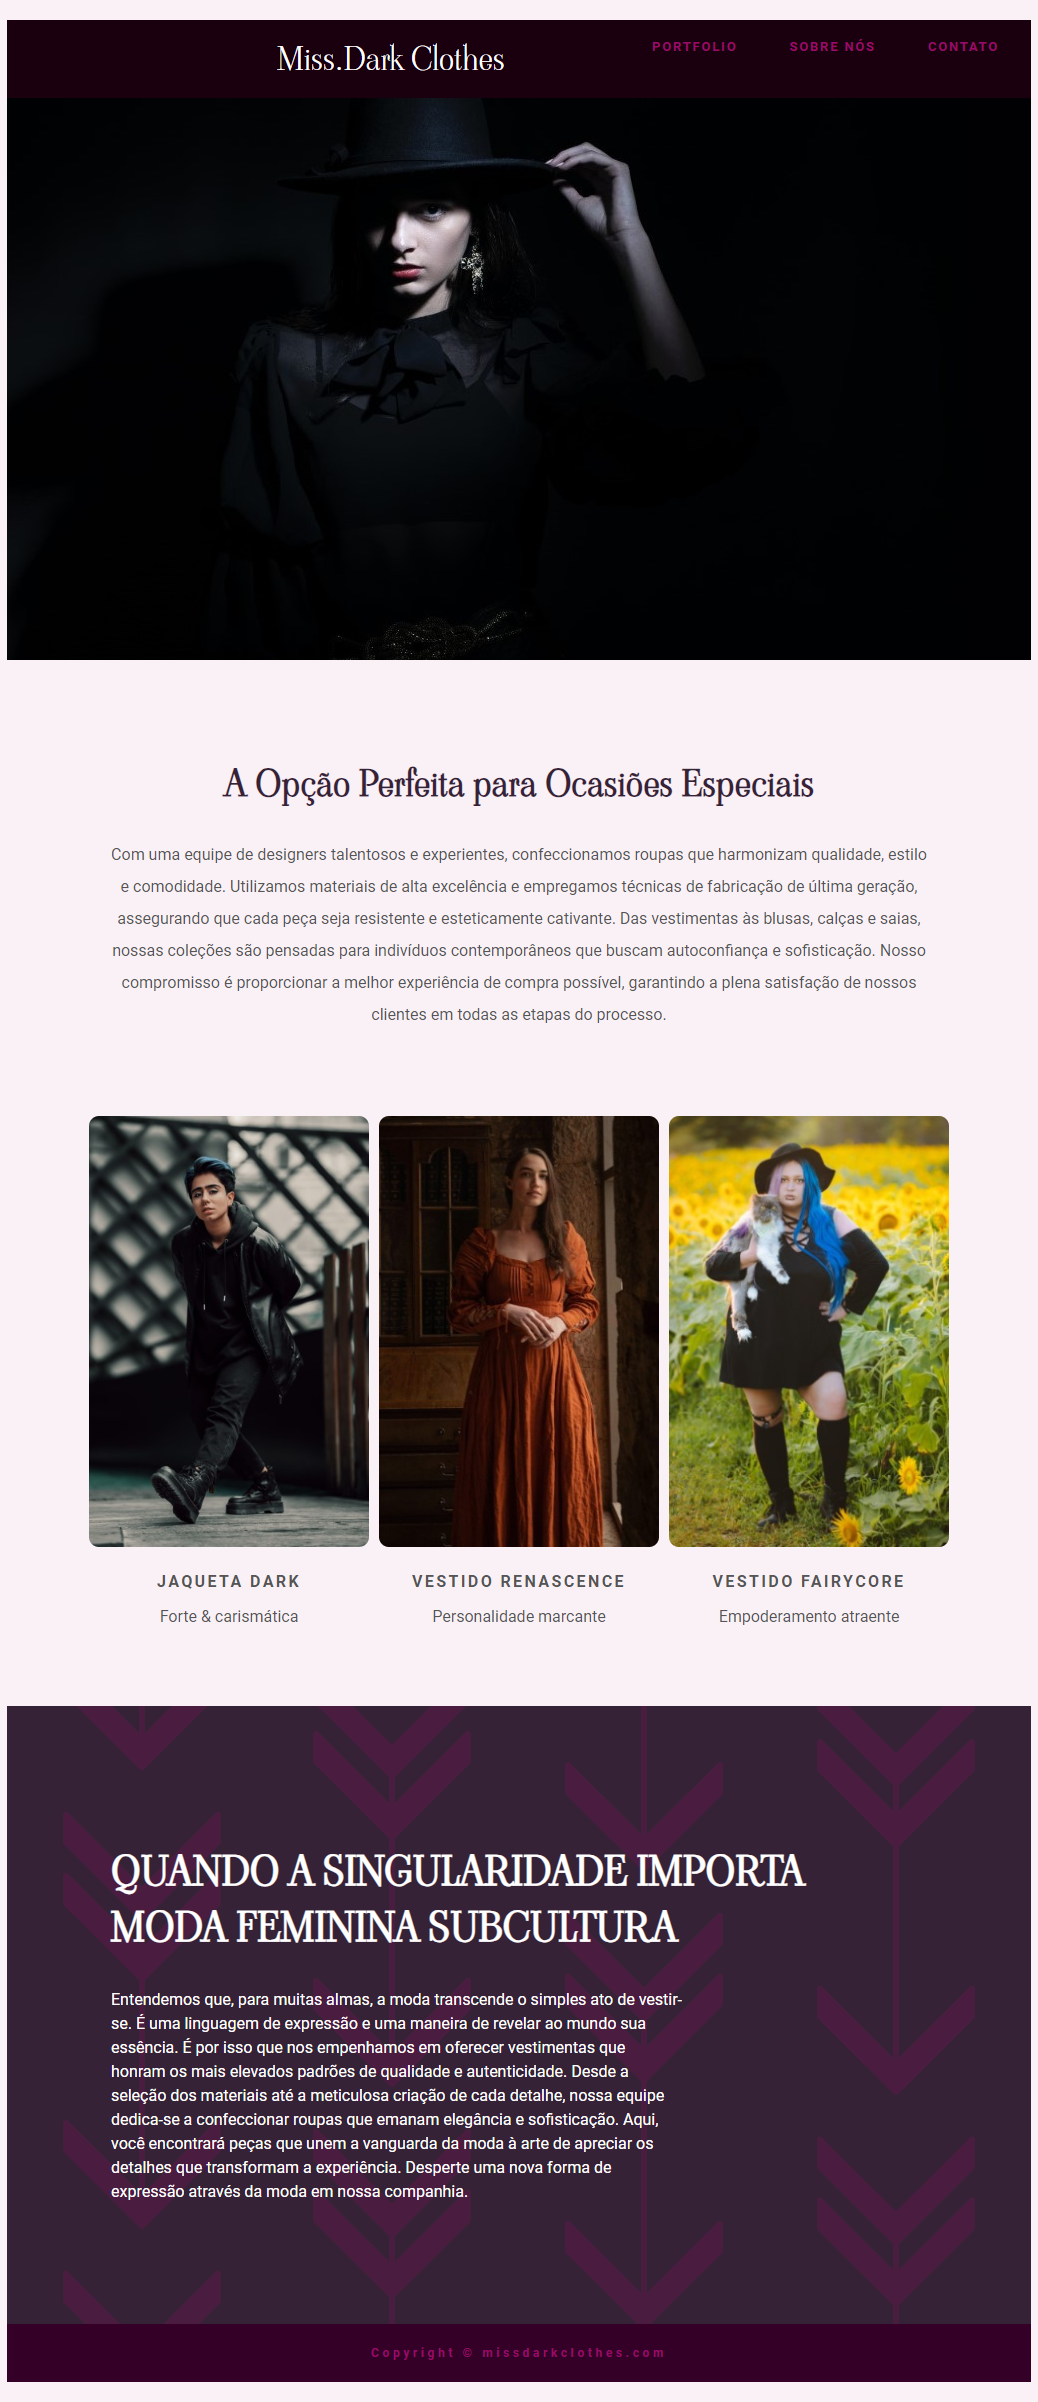 Miss.Dark Clothes
PORTFOLIO SOBRE NÓS CONTATO
A Opção Perfeita para Ocasiões Especiais
Com uma equipe de designers talentosos e experientes, confeccionamos roupas que harmonizam qualidade, estilo
e comodidade. Utilizamos materiais de alta excelência e empregamos técnicas de fabricação de última geração,
assegurando que cada peça seja resistente e esteticamente cativante. Das vestimentas às blusas, calças e saias,
nossas coleções são pensadas para indivíduos contemporâneos que buscam autoconfiança e sofisticação. Nosso
compromisso é proporcionar a melhor experiência de compra possível, garantindo a plena satisfação de nossos
clientes em todas as etapas do processo.
JAQUETA DARK
Forte & carismática
VESTIDO RENASCENCE
Personalidade marcante
VESTIDO FAIRYCORE
Empoderamento atraente
QUANDO A SINGULARIDADE IMPORTA
MODA FEMININA SUBCULTURA
Entendemos que, para muitas almas, a moda transcende o simples ato de vestir-
se. É uma linguagem de expressão e uma maneira de revelar ao mundo sua
essência. É por isso que nos empenhamos em oferecer vestimentas que
honram os mais elevados padrões de qualidade e autenticidade. Desde a
seleção dos materiais até a meticulosa criação de cada detalhe, nossa equipe
dedica-se a confeccionar roupas que emanam elegância e sofisticação. Aqui,
você encontrará peças que unem a vanguarda da moda à arte de apreciar os
detalhes que transformam a experiência. Desperte uma nova forma de
expressão através da moda em nossa companhia.
Copyright © missdarkclothes.com